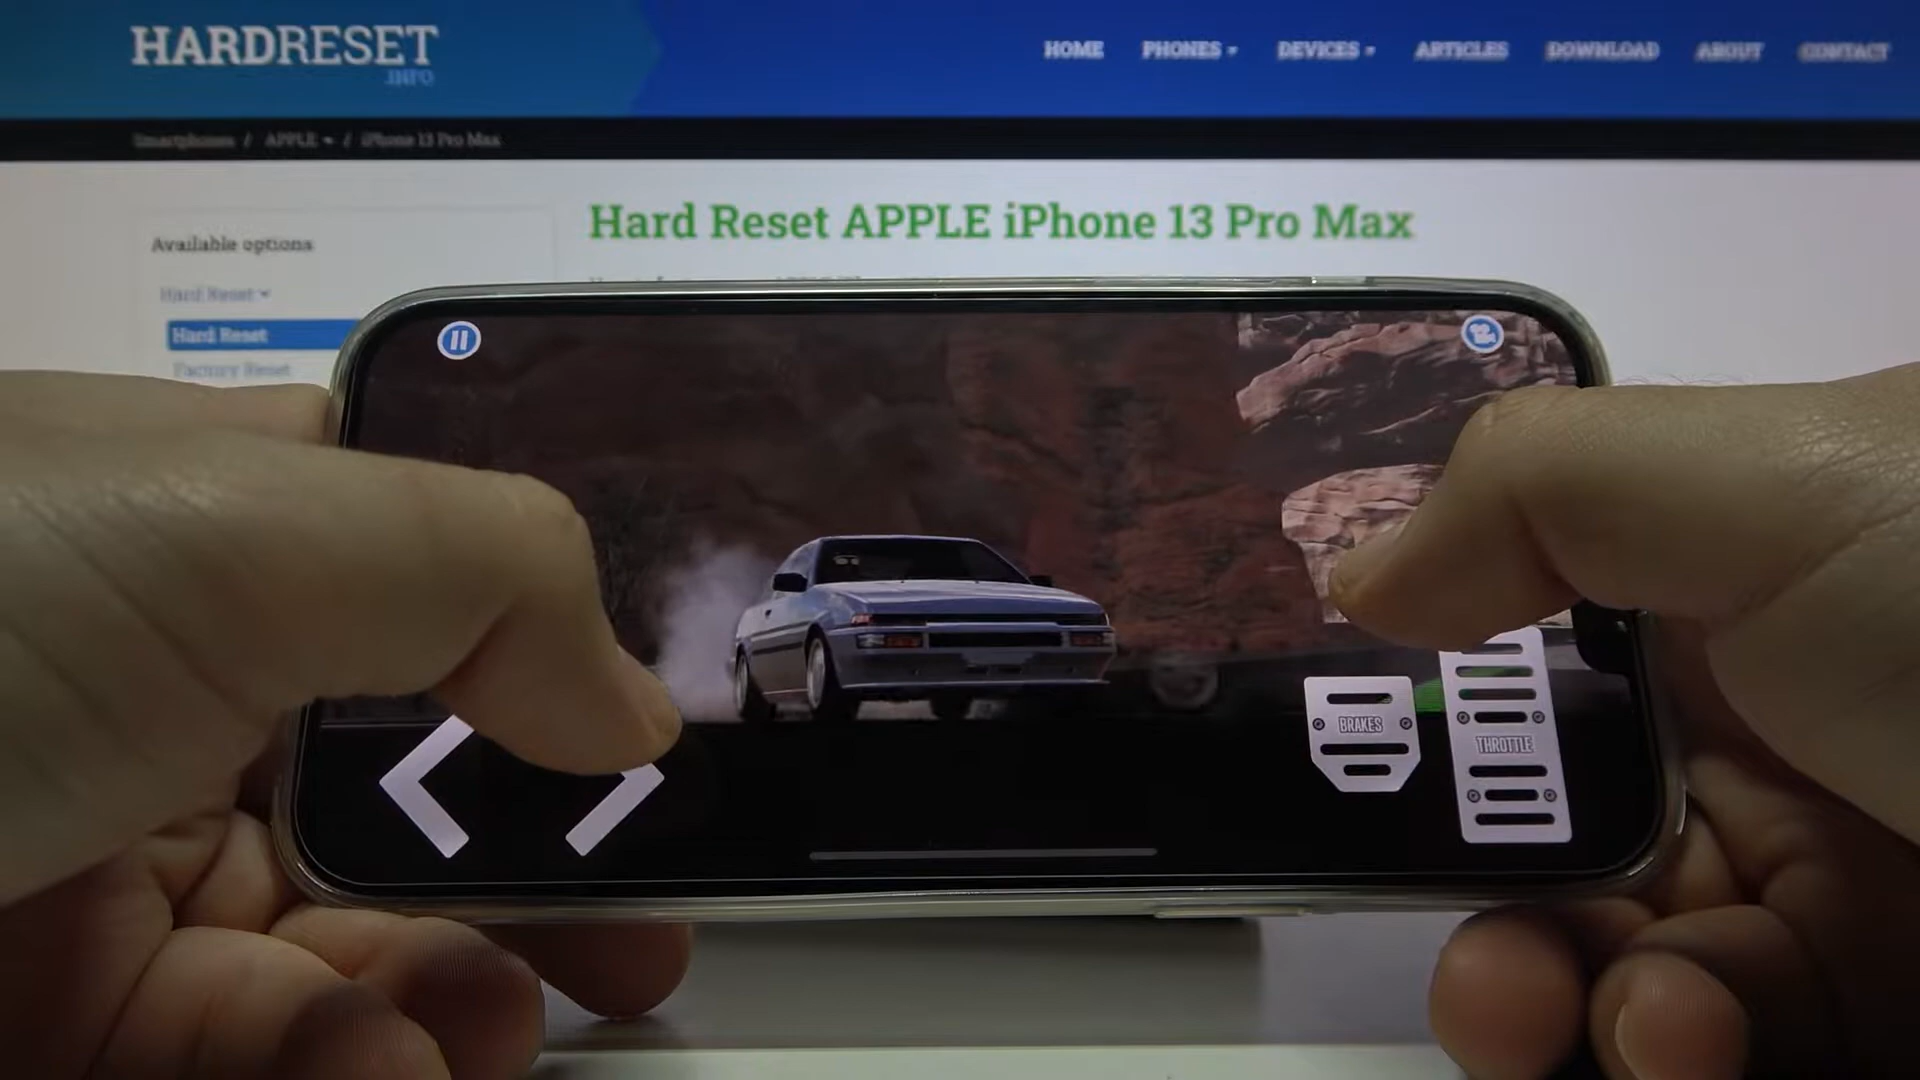 HARDRESET
.INFO
HOME PHONES DEVICES ARTICLES DOWNLOAD ABOUT CONTACT
Smartphones / APPLE / iPhone 13 Pro Max
Hard Reset APPLE iPhone 13 Pro Max
Available options
Hard Reset
Hard Reset
Factory Reset
BRAKES
THROTTLE